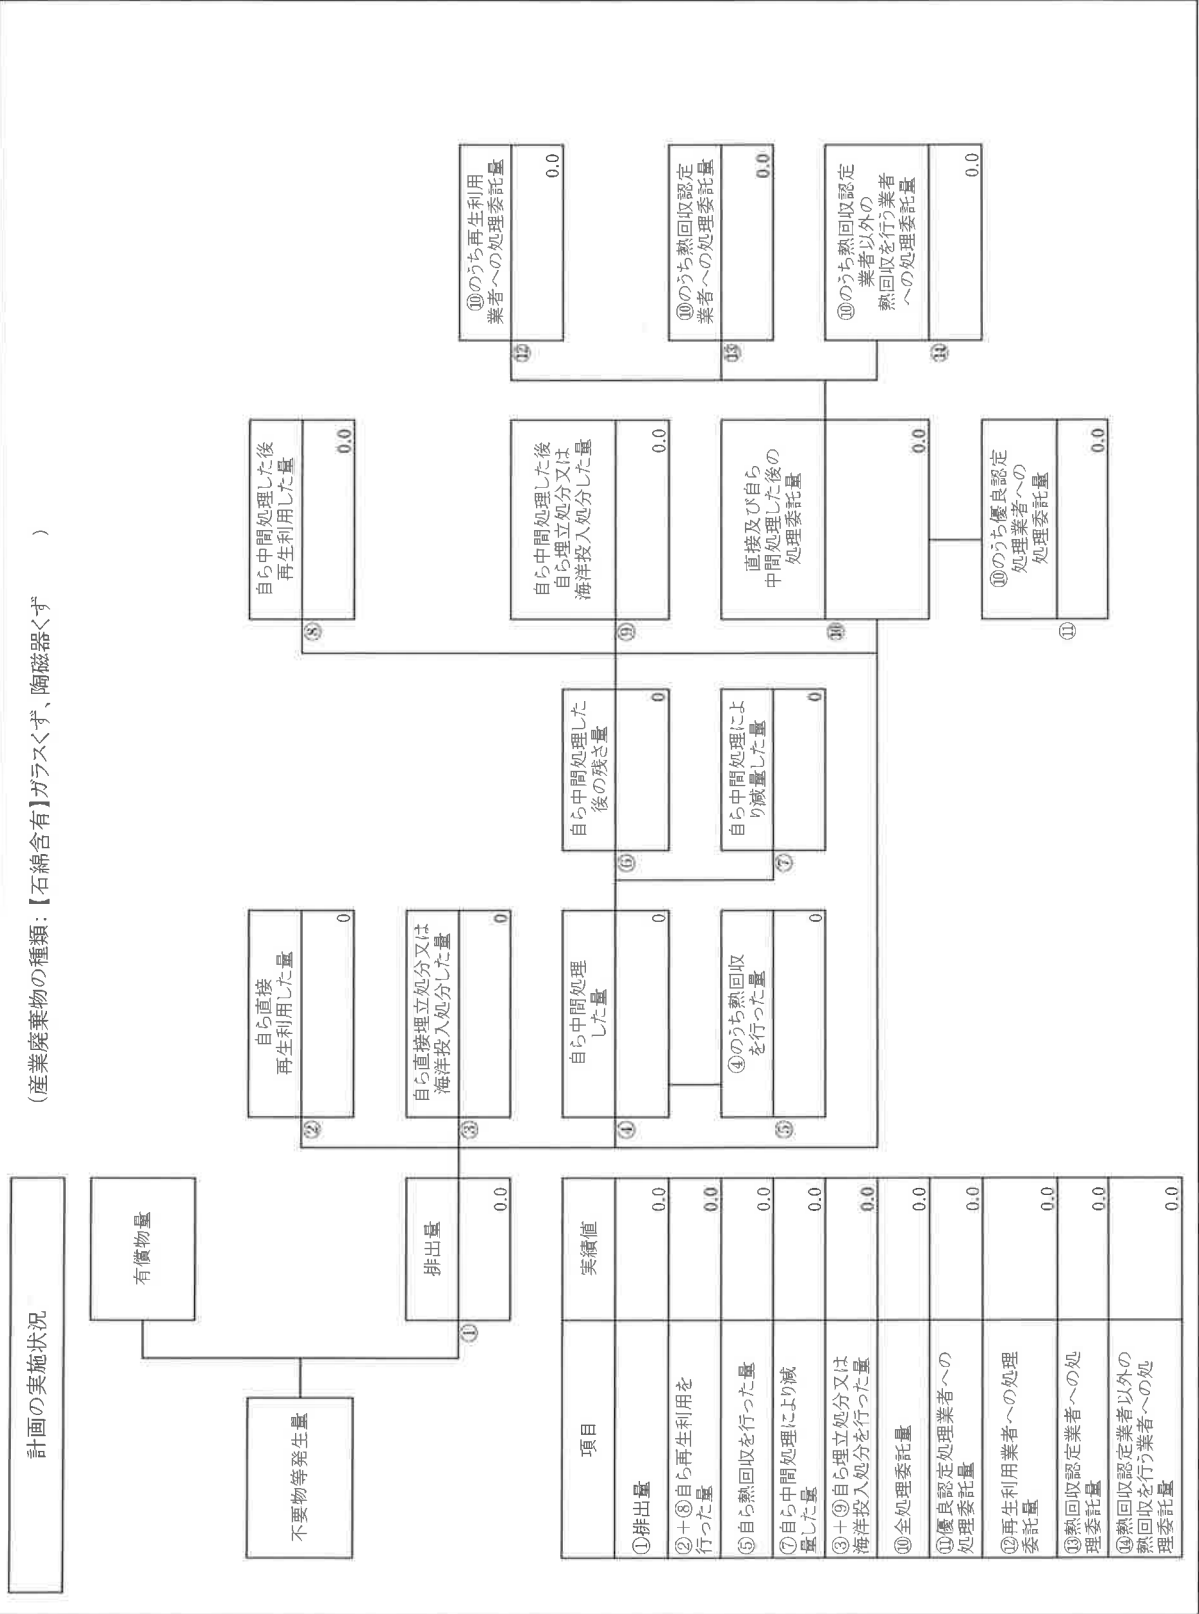 計画の実施状況
（産業廃棄物の種類：【石綿含有】ガラスくず、陶磁器くず　）
不要物等発生量
有償物量
①
排出量
0.0
②
自ら直接
再生利用した量
0
③
自ら直接埋立処分又は
海洋投入処分した量
0
④
自ら中間処理
した量
0
⑤
④のうち熱回収
を行った量
0
⑥
自ら中間処理した
後の残さ量
0
⑦
自ら中間処理によ
り減量した量
0
⑧
自ら中間処理した後
再生利用した量
0.0
⑨
自ら中間処理した後
自ら埋立処分又は
海洋投入処分した量
0.0
⑩
直接及び自ら
中間処理した後の
処理委託量
0.0
⑪
⑩のうち優良認定
処理業者への
処理委託量
0.0
⑫
⑩のうち再生利用
業者への処理委託量
0.0
⑬
⑩のうち熱回収認定
業者への処理委託量
0.0
⑭
⑩のうち熱回収認定
業者以外の
熱回収を行う業者
への処理委託量
0.0
項目 実績値
①排出量 0.0
②＋⑧自ら再生利用を
行った量 0.0
⑤自ら熱回収を行った量 0.0
⑦自ら中間処理により減
量した量 0.0
③＋⑨自ら埋立処分又は
海洋投入処分を行った量 0.0
⑩全処理委託量 0.0
⑪優良認定処理業者への
処理委託量 0.0
⑫再生利用業者への処理
委託量 0.0
⑬熱回収認定業者への処
理委託量 0.0
⑭熱回収認定業者以外の
熱回収を行う業者への処
理委託量 0.0